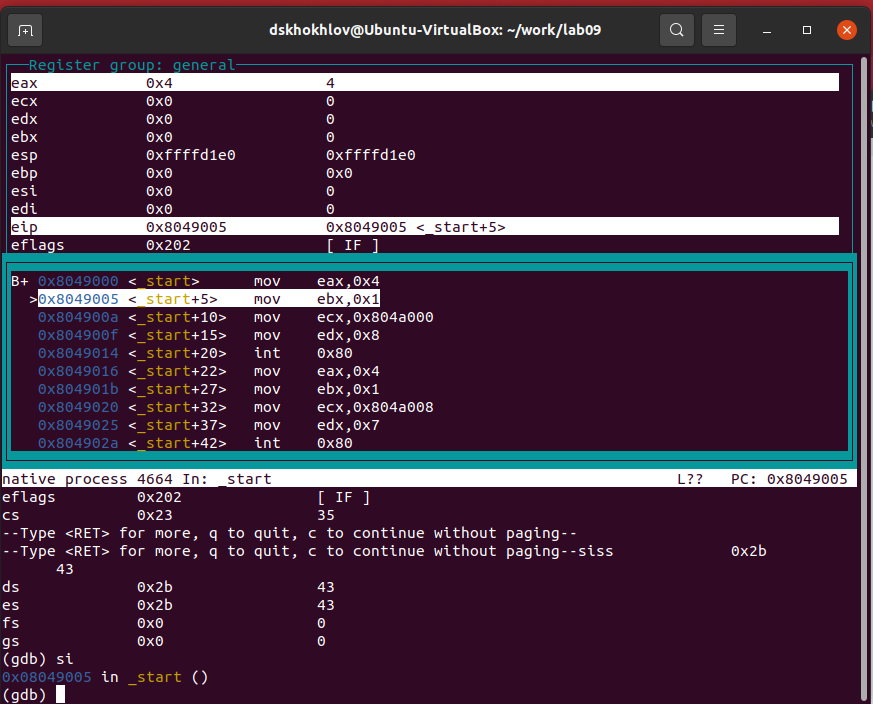 dskhokhlov@Ubuntu-VirtualBox: ~/work/lab09
Register group: general
eax 0x4 4
ecx 0x0 0
edx 0x0 0
ebx 0x0 0
esp 0xffffd1e0 0xffffd1e0
ebp 0x0 0x0
esi 0x0 0
edi 0x0 0
eip 0x8049005 0x8049005 <_start+5>
eflags 0x202 [ IF ]
B+ 0x8049000 <_start> mov eax,0x4
>0x8049005 <_start+5> mov ebx,0x1
0x804900a <_start+10> mov ecx,0x804a000
0x804900f <_start+15> mov edx,0x8
0x8049014 <_start+20> int 0x80
0x8049016 <_start+22> mov eax,0x4
0x804901b <_start+27> mov ebx,0x1
0x8049020 <_start+32> mov ecx,0x804a008
0x8049025 <_start+37> mov edx,0x7
0x804902a <_start+42> int 0x80
native process 4664 In: _start L?? PC: 0x8049005
eflags 0x202 [ IF ]
cs 0x23 35
--Type <RET> for more, q to quit, c to continue without paging--
--Type <RET> for more, q to quit, c to continue without paging--siss 0x2b
43
ds 0x2b 43
es 0x2b 43
fs 0x0 0
gs 0x0 0
(gdb) si
0x08049005 in _start ()
(gdb)